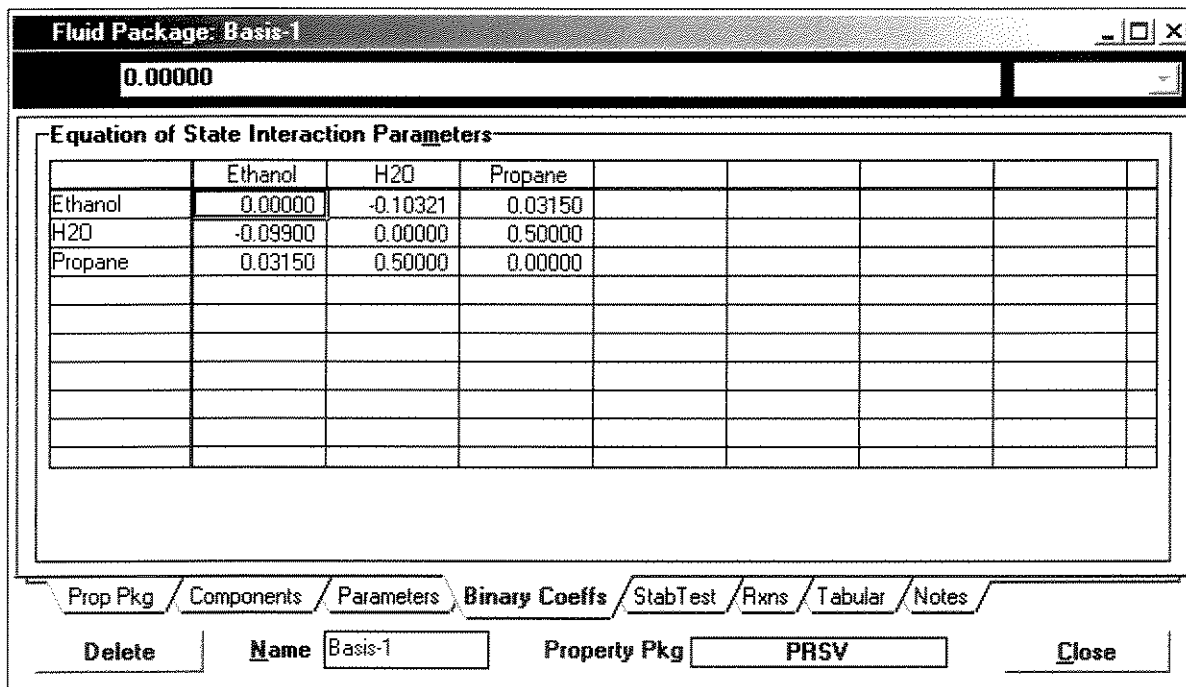 Fluid Package: Basis-1
0.00000
Equation of State Interaction Parameters
Ethanol H2O Propane
Ethanol 0.00000 -0.10321 0.03150
H2O -0.09900 0.00000 0.50000
Propane 0.03150 0.50000 0.00000
Prop Pkg Components Parameters Binary Coeffs StabTest Rxns Tabular Notes
Delete Name Basis-1 Property Pkg PRSV Close